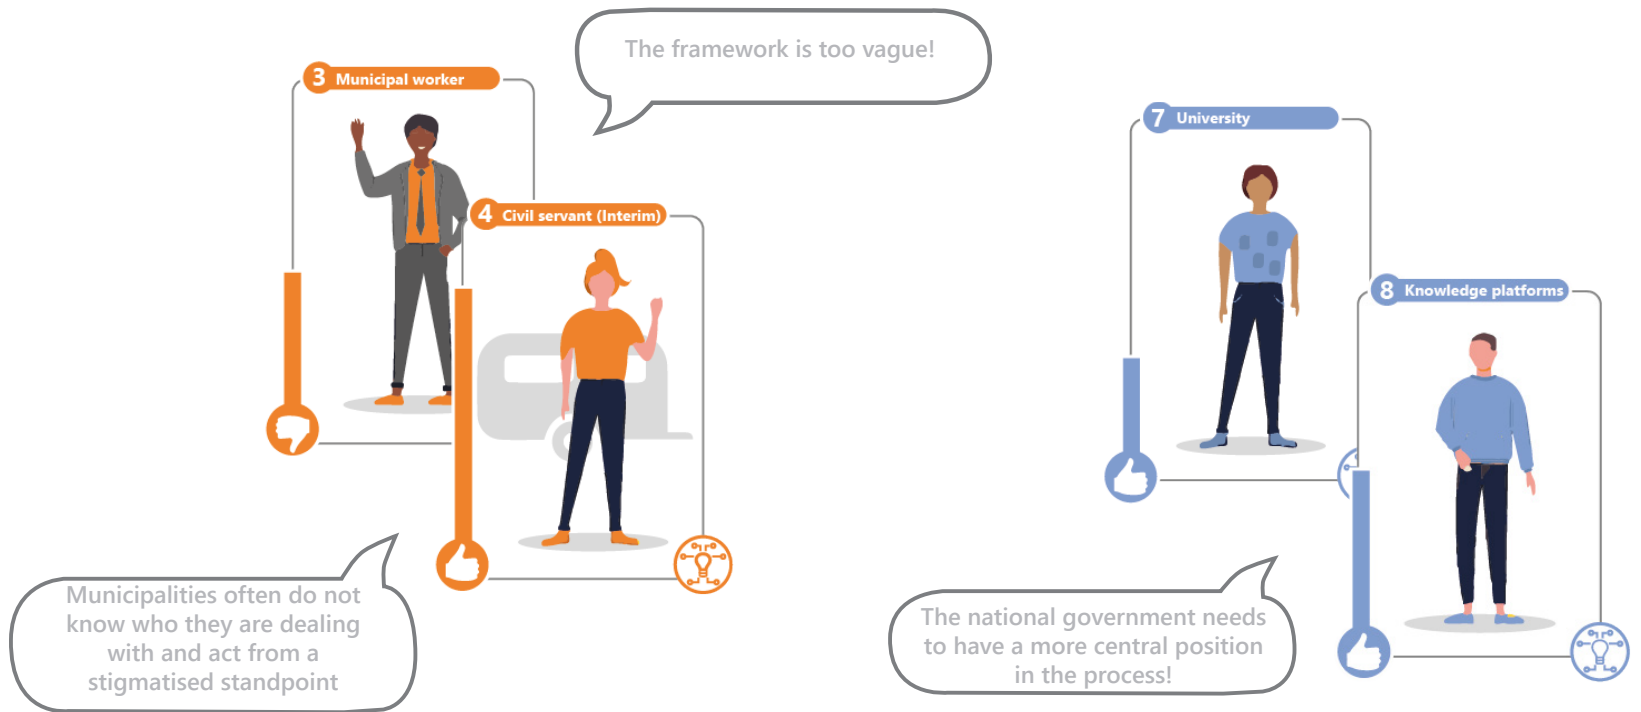 The framework is too vague!
3 Municipal worker
7 University
4 Civil servant (Interim)
8 Knowledge platforms
Municipalities often do not
know who they are dealing
with and act from a
stigmatised standpoint
The national government needs
to have a more central position
in the process!